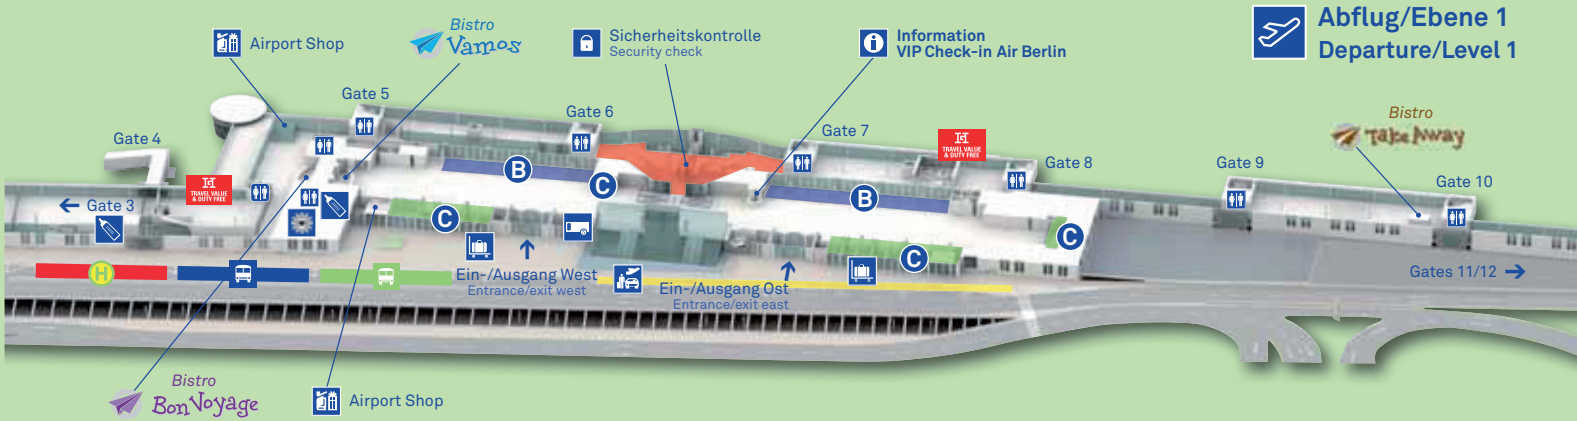 Abflug/Ebene 1
Departure/Level 1
Airport Shop
Bistro
Vamos
Sicherheitskontrolle
Security check
Information
VIP Check-in Air Berlin
Gate 5
Gate 6
Gate 7
Bistro
Take Away
Gate 4
TRAVEL VALUE
& DUTY FREE
Gate 8
Gate 9
Gate 10
TRAVEL VALUE
& DUTY FREE
B
C
B
Gate 3
C
C
C
H
Ein-/Ausgang West
Entrance/exit west
Ein-/Ausgang Ost
Entrance/exit east
Gates 11/12
Bistro
Bon Voyage
Airport Shop